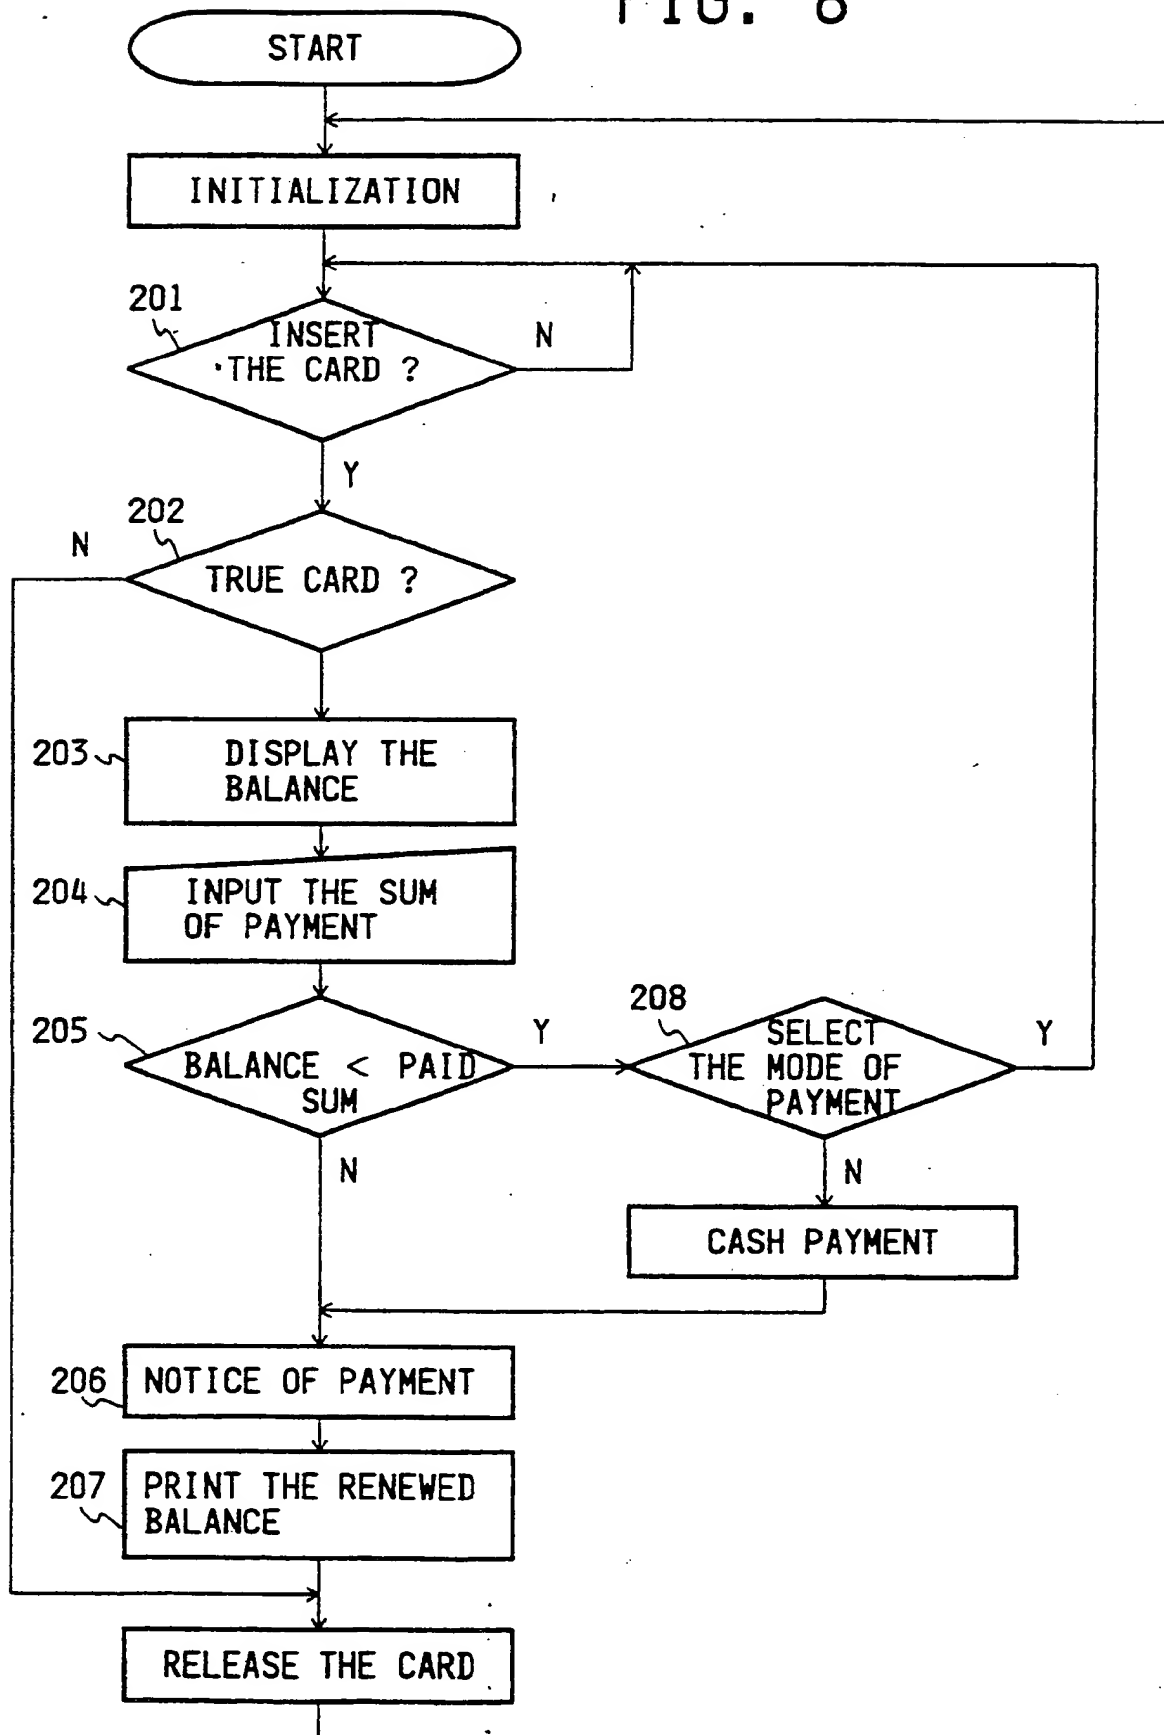 FIG. 6
START
INITIALIZATION
201
INSERT
THE CARD ?
N
Y
202
N
TRUE CARD ?
203
DISPLAY THE
BALANCE
204
INPUT THE SUM
OF PAYMENT
205
BALANCE < PAID
SUM
Y
N
208
SELECT
THE MODE OF
PAYMENT
Y
N
CASH PAYMENT
206
NOTICE OF PAYMENT
207
PRINT THE RENEWED
BALANCE
RELEASE THE CARD